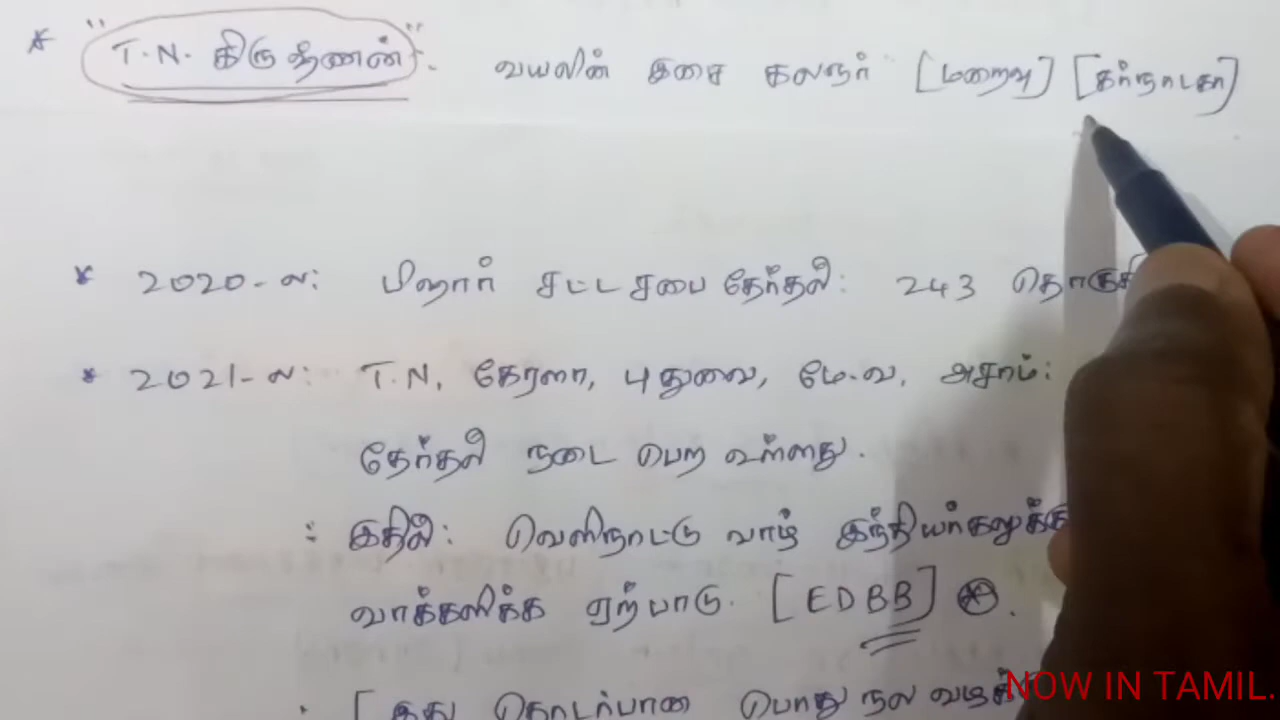 * "T.N. கிருஷ்ணன்": வயலின் இசை கலைஞர் [மறைவு] [கர்நாடகா]
* 2020-ல: பிஹார் சட்டசபை தேர்தல்: 243 தொகுதி
* 2021-ல: T.N, கேரளா, புதுவை, மே.வ, அசாம்:
தேர்தல் நடை பெற உள்ளது.
: இதில்: வெளிநாட்டு வாழ் இந்தியர்களுக்கு
வாக்களிக்க ஏற்பாடு. [EDBB]
[இது தொடர்பான பொது நல
NOW IN TAMIL.